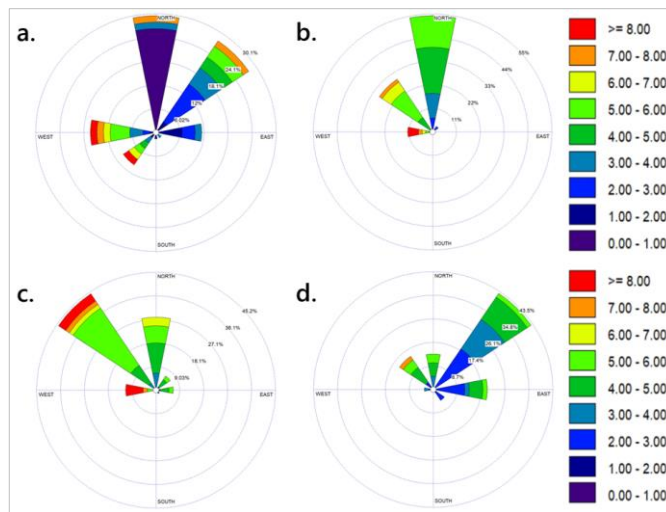 a.
NORTH
30.1%
24.1%
18.1%
12%
6.02%
WEST
EAST
SOUTH
b.
NORTH
55%
44%
33%
22%
11%
WEST
EAST
SOUTH
>= 8.00
7.00 - 8.00
6.00 - 7.00
5.00 - 6.00
4.00 - 5.00
3.00 - 4.00
2.00 - 3.00
1.00 - 2.00
0.00 - 1.00
c.
NORTH
45.2%
36.1%
27.1%
18.1%
9.03%
WEST
EAST
SOUTH
d.
NORTH
43.5%
34.8%
26.1%
17.4%
8.7%
WEST
EAST
SOUTH
>= 8.00
7.00 - 8.00
6.00 - 7.00
5.00 - 6.00
4.00 - 5.00
3.00 - 4.00
2.00 - 3.00
1.00 - 2.00
0.00 - 1.00